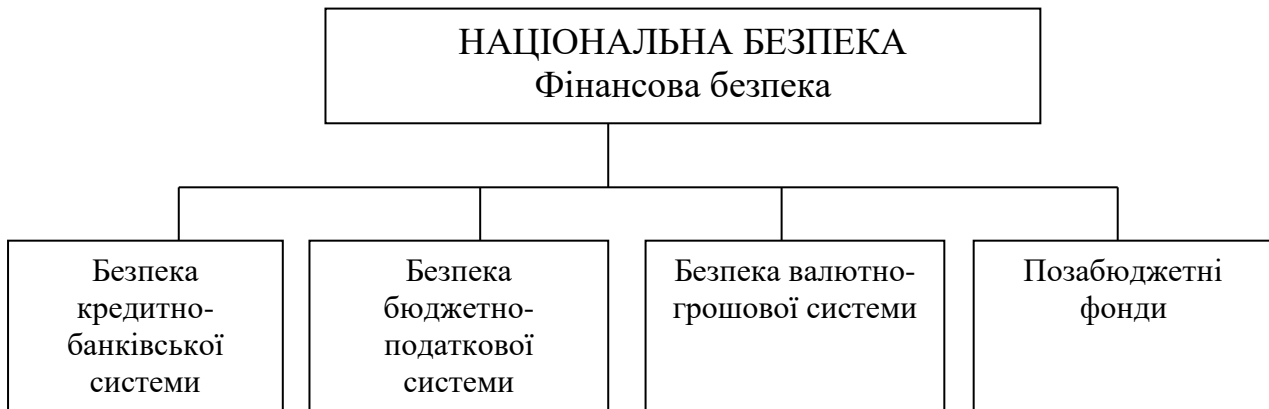 НАЦІОНАЛЬНА БЕЗПЕКА
Фінансова безпека
Безпека
кредитно-
банківської
системи
Безпека
бюджетно-
податкової
системи
Безпека валютно-
грошової системи
Позабюджетні
фонди